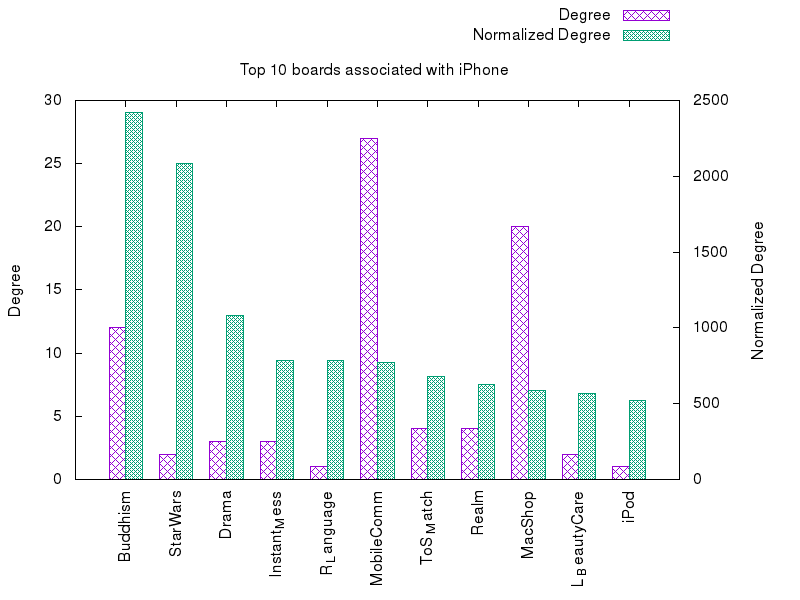 Degree
Normalized Degree
Top 10 boards associated with iPhone
30
25
20
15
10
5
0
2500
2000
1500
1000
500
0
Degree
Normalized Degree
Buddhism
StarWars
Drama
InstantMess
RLanguage
MobileComm
ToSMatch
Realm
MacShop
LBeautyCare
iPod